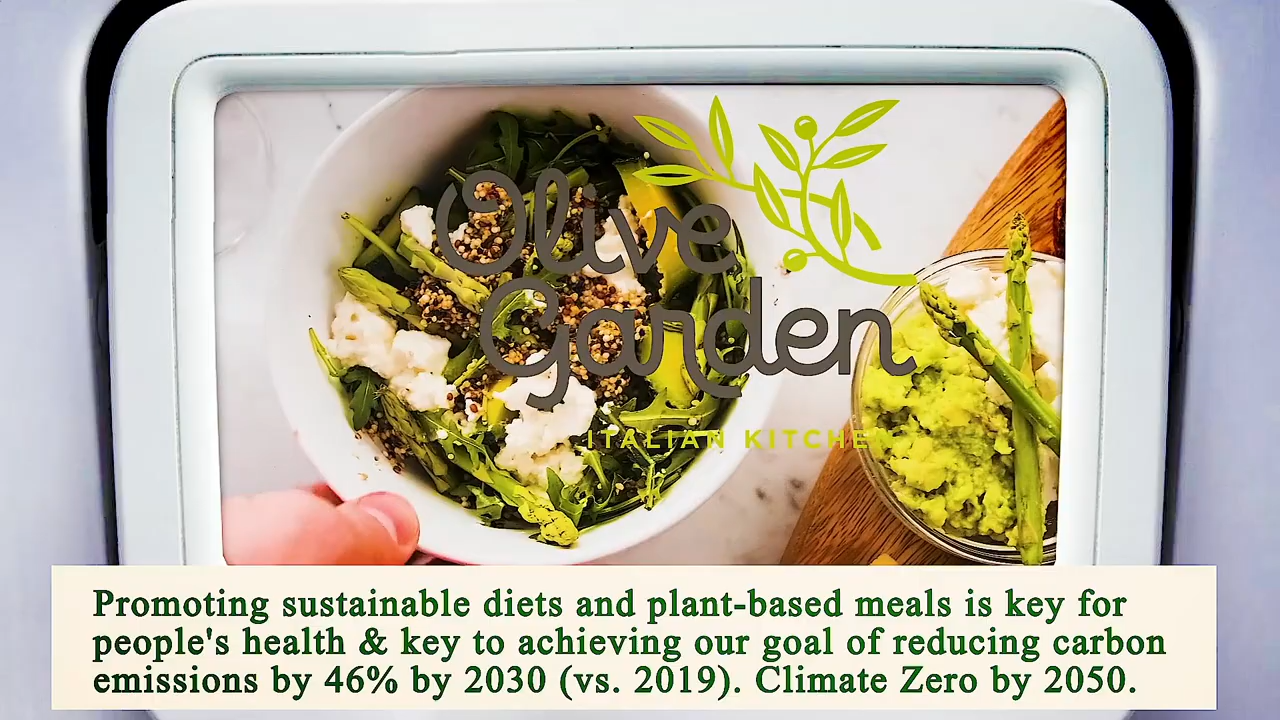 Olive
Garden
ITALIAN KITCHEN
Promoting sustainable diets and plant-based meals is key for
people's health & key to achieving our goal of reducing carbon
emissions by 46% by 2030 (vs. 2019). Climate Zero by 2050.